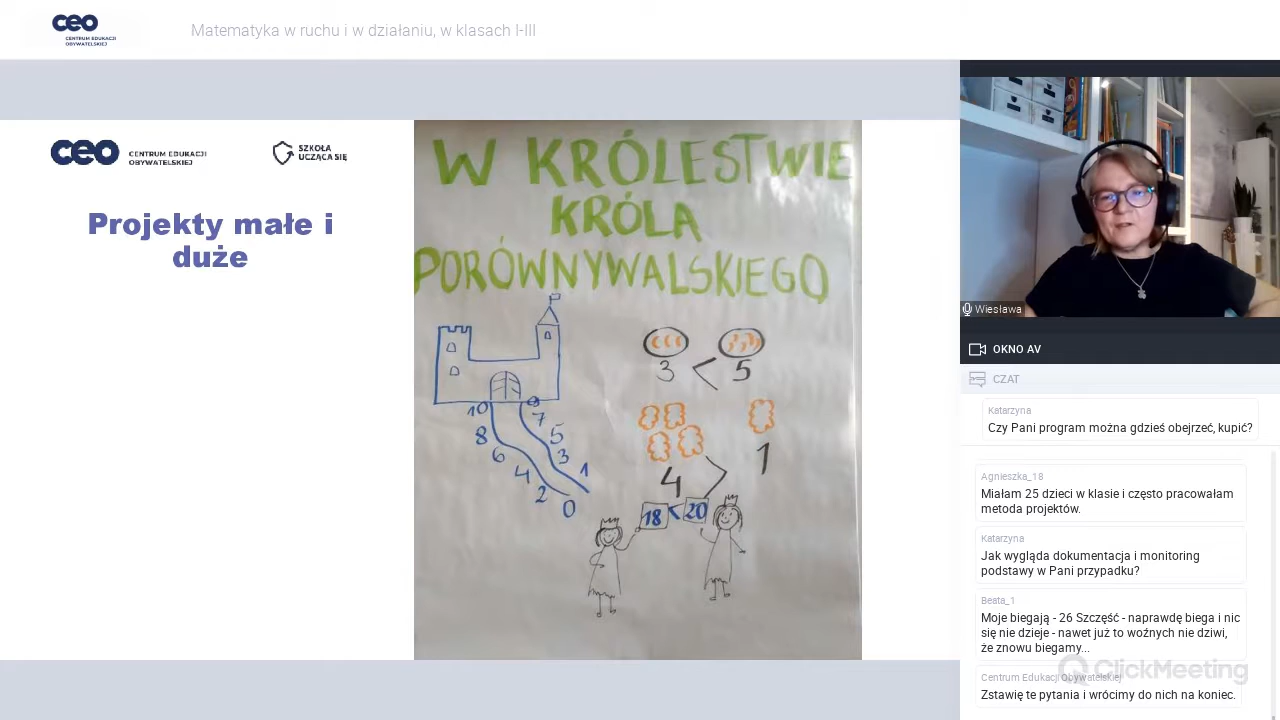 ceo
CENTRUM EDUKACJI
OBYWATELSKIEJ
Matematyka w ruchu i w działaniu, w klasach I-III
ceo
CENTRUM EDUKACJI
OBYWATELSKIEJ
SZKOŁA
UCZĄCA SIĘ
Projekty małe i
duże
W KRÓLESTWIE
KRÓLA
PORÓWNYWALSKIEGO
3 < 5
10 9
8 7
6 5
4 3
2 1
0
4 > 1
18 < 20
Wiesława
OKNO AV
CZAT
Katarzyna
Czy Pani program można gdzieś obejrzeć, kupić?
Agnieszka_18
Miałam 25 dzieci w klasie i często pracowałam
metoda projektów.
Katarzyna
Jak wygląda dokumentacja i monitoring
podstawy w Pani przypadku?
Beata_1
Moje biegają - 26 Szczęść - naprawdę biega i nic
się nie dzieje - nawet już to woźnych nie dziwi,
że znowu biegamy...
Centrum Edukacji Obywatelskiej
Zstawię te pytania i wrócimy do nich na koniec.
ClickMeeting